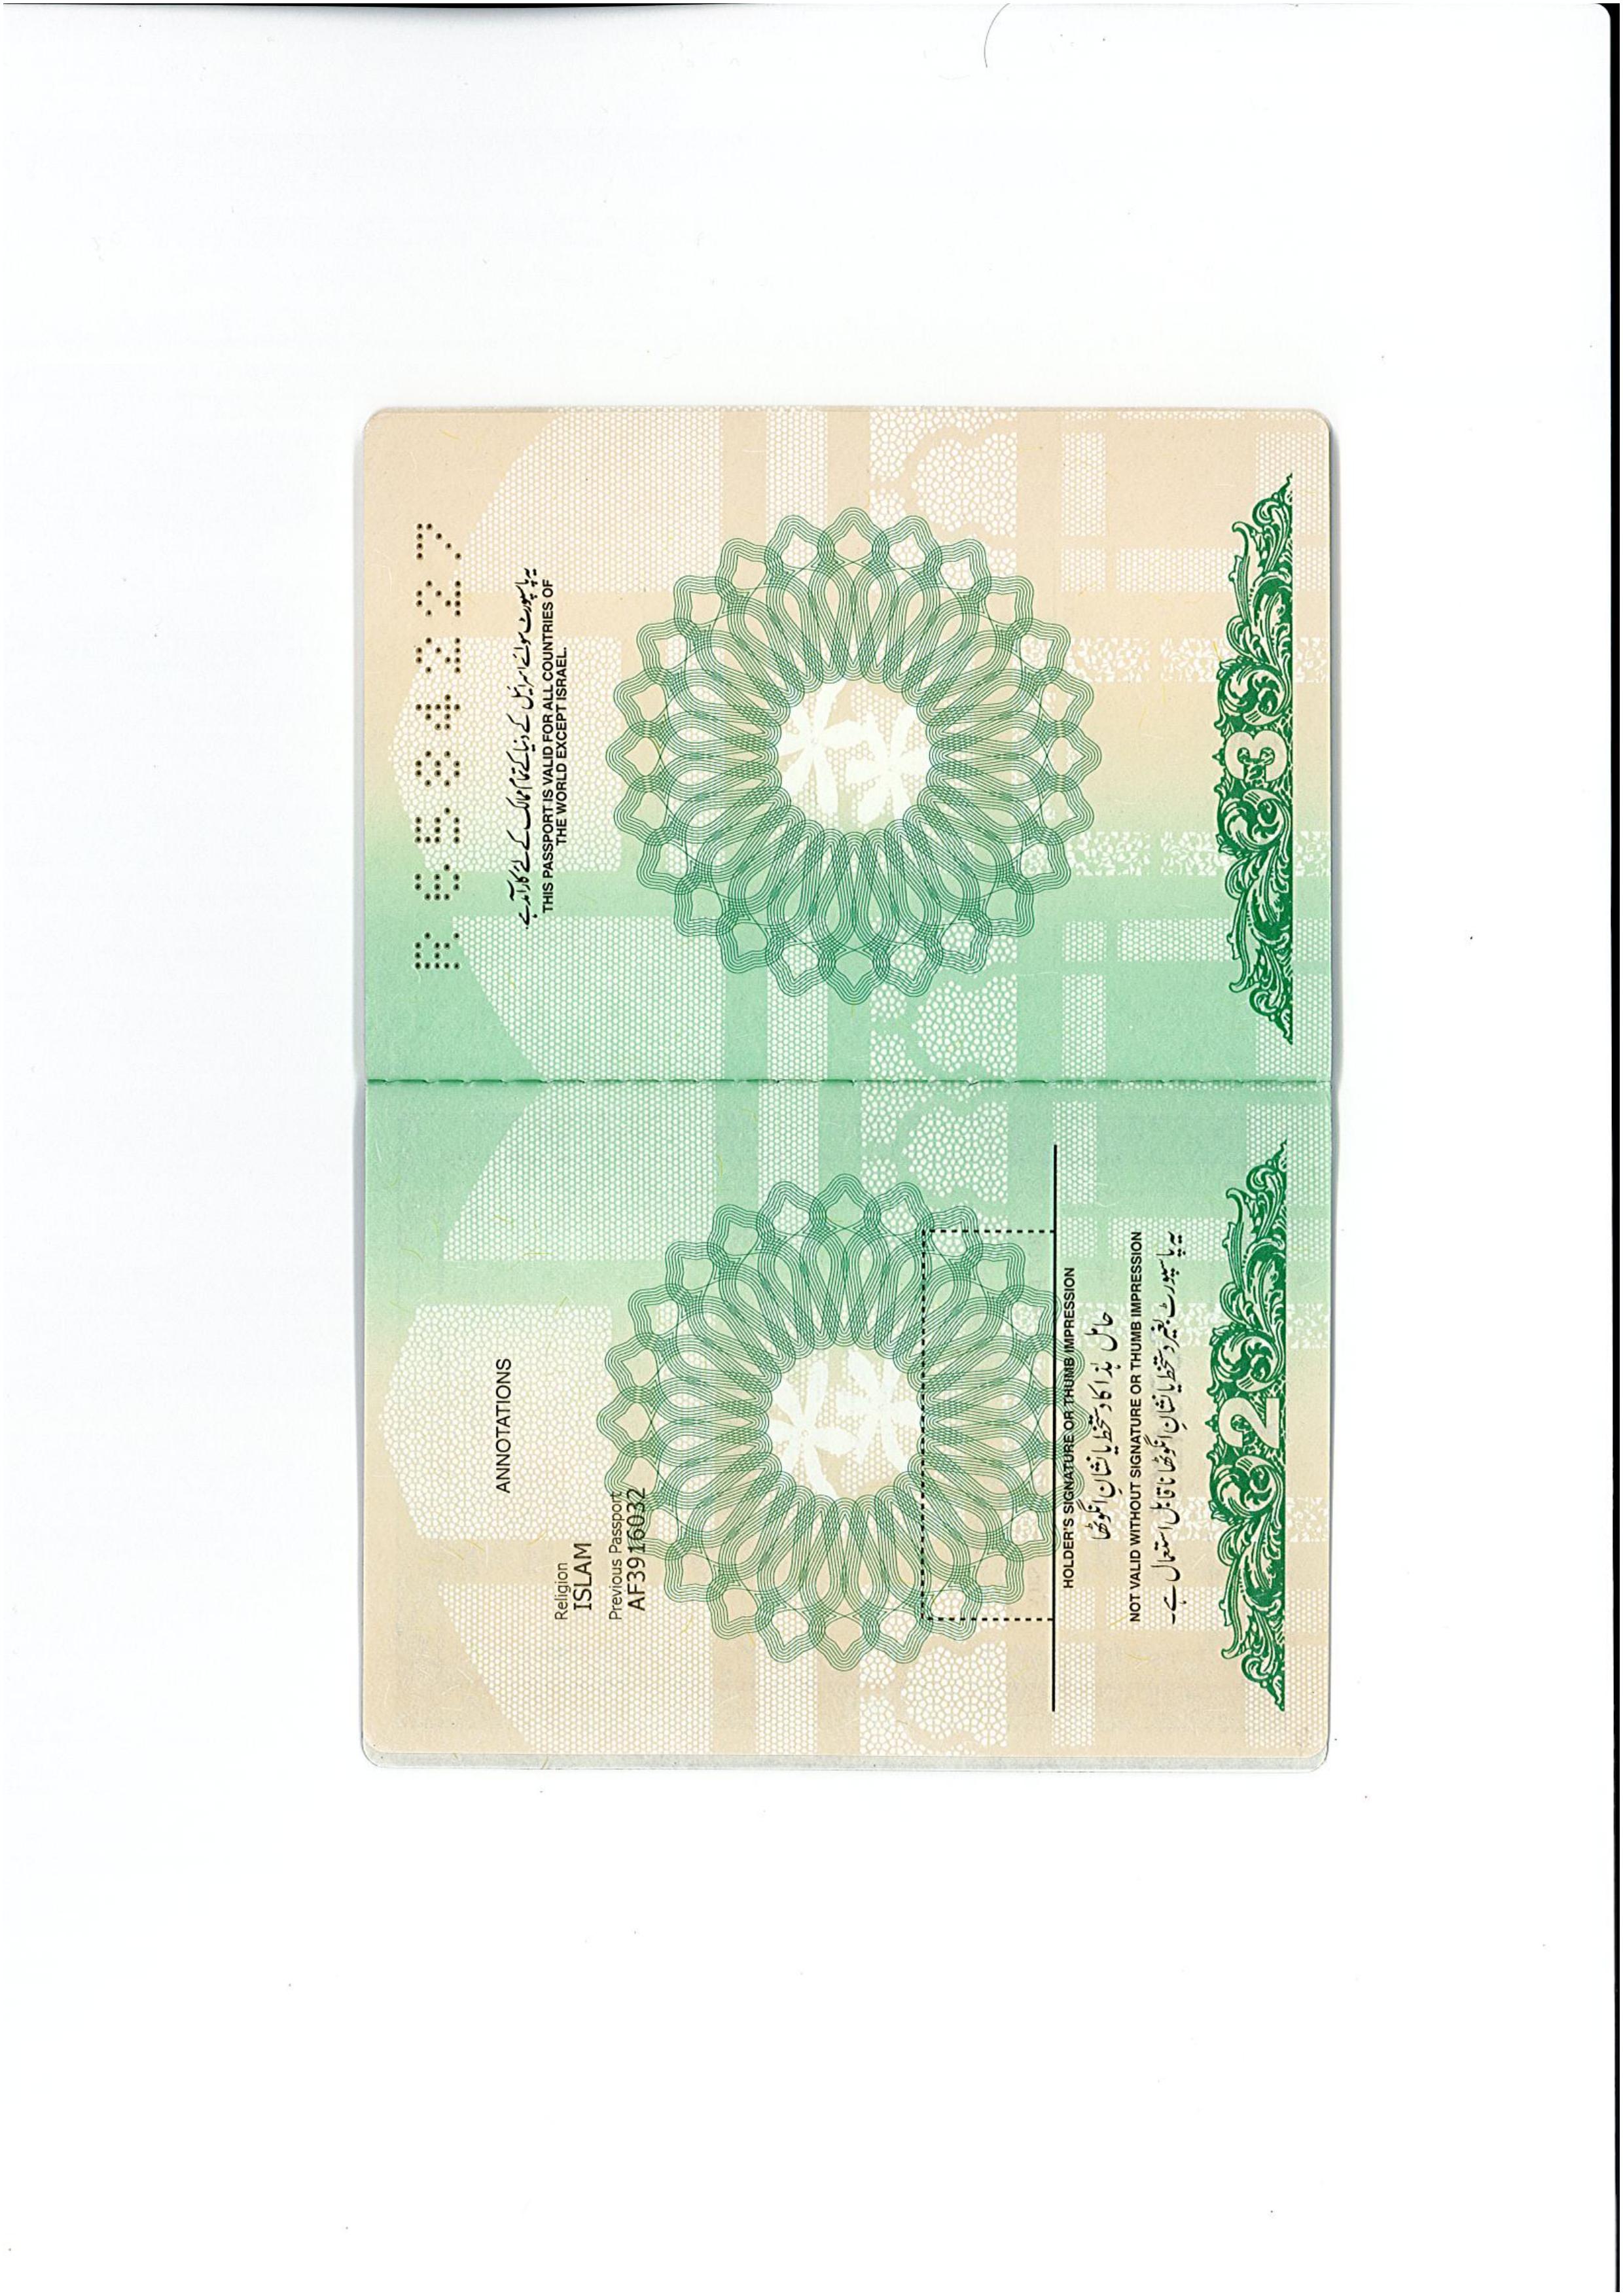 ANNOTATIONS
Religion
ISLAM
Previous Passport
AF3916032
HOLDER'S SIGNATURE OR THUMB IMPRESSION
حامل ہذا کا دستخط یا نشان انگوٹھا
NOT VALID WITHOUT SIGNATURE OR THUMB IMPRESSION
یہ پاسپورٹ بغیر دستخط یا نشان انگوٹھا ناقابل استعمال ہے۔
2
R6584227
یہ پاسپورٹ سوائے اسرائیل کے دنیا کے تمام ممالک کے لئے کارآمد ہے۔
THIS PASSPORT IS VALID FOR ALL COUNTRIES OF
THE WORLD EXCEPT ISRAEL.
3